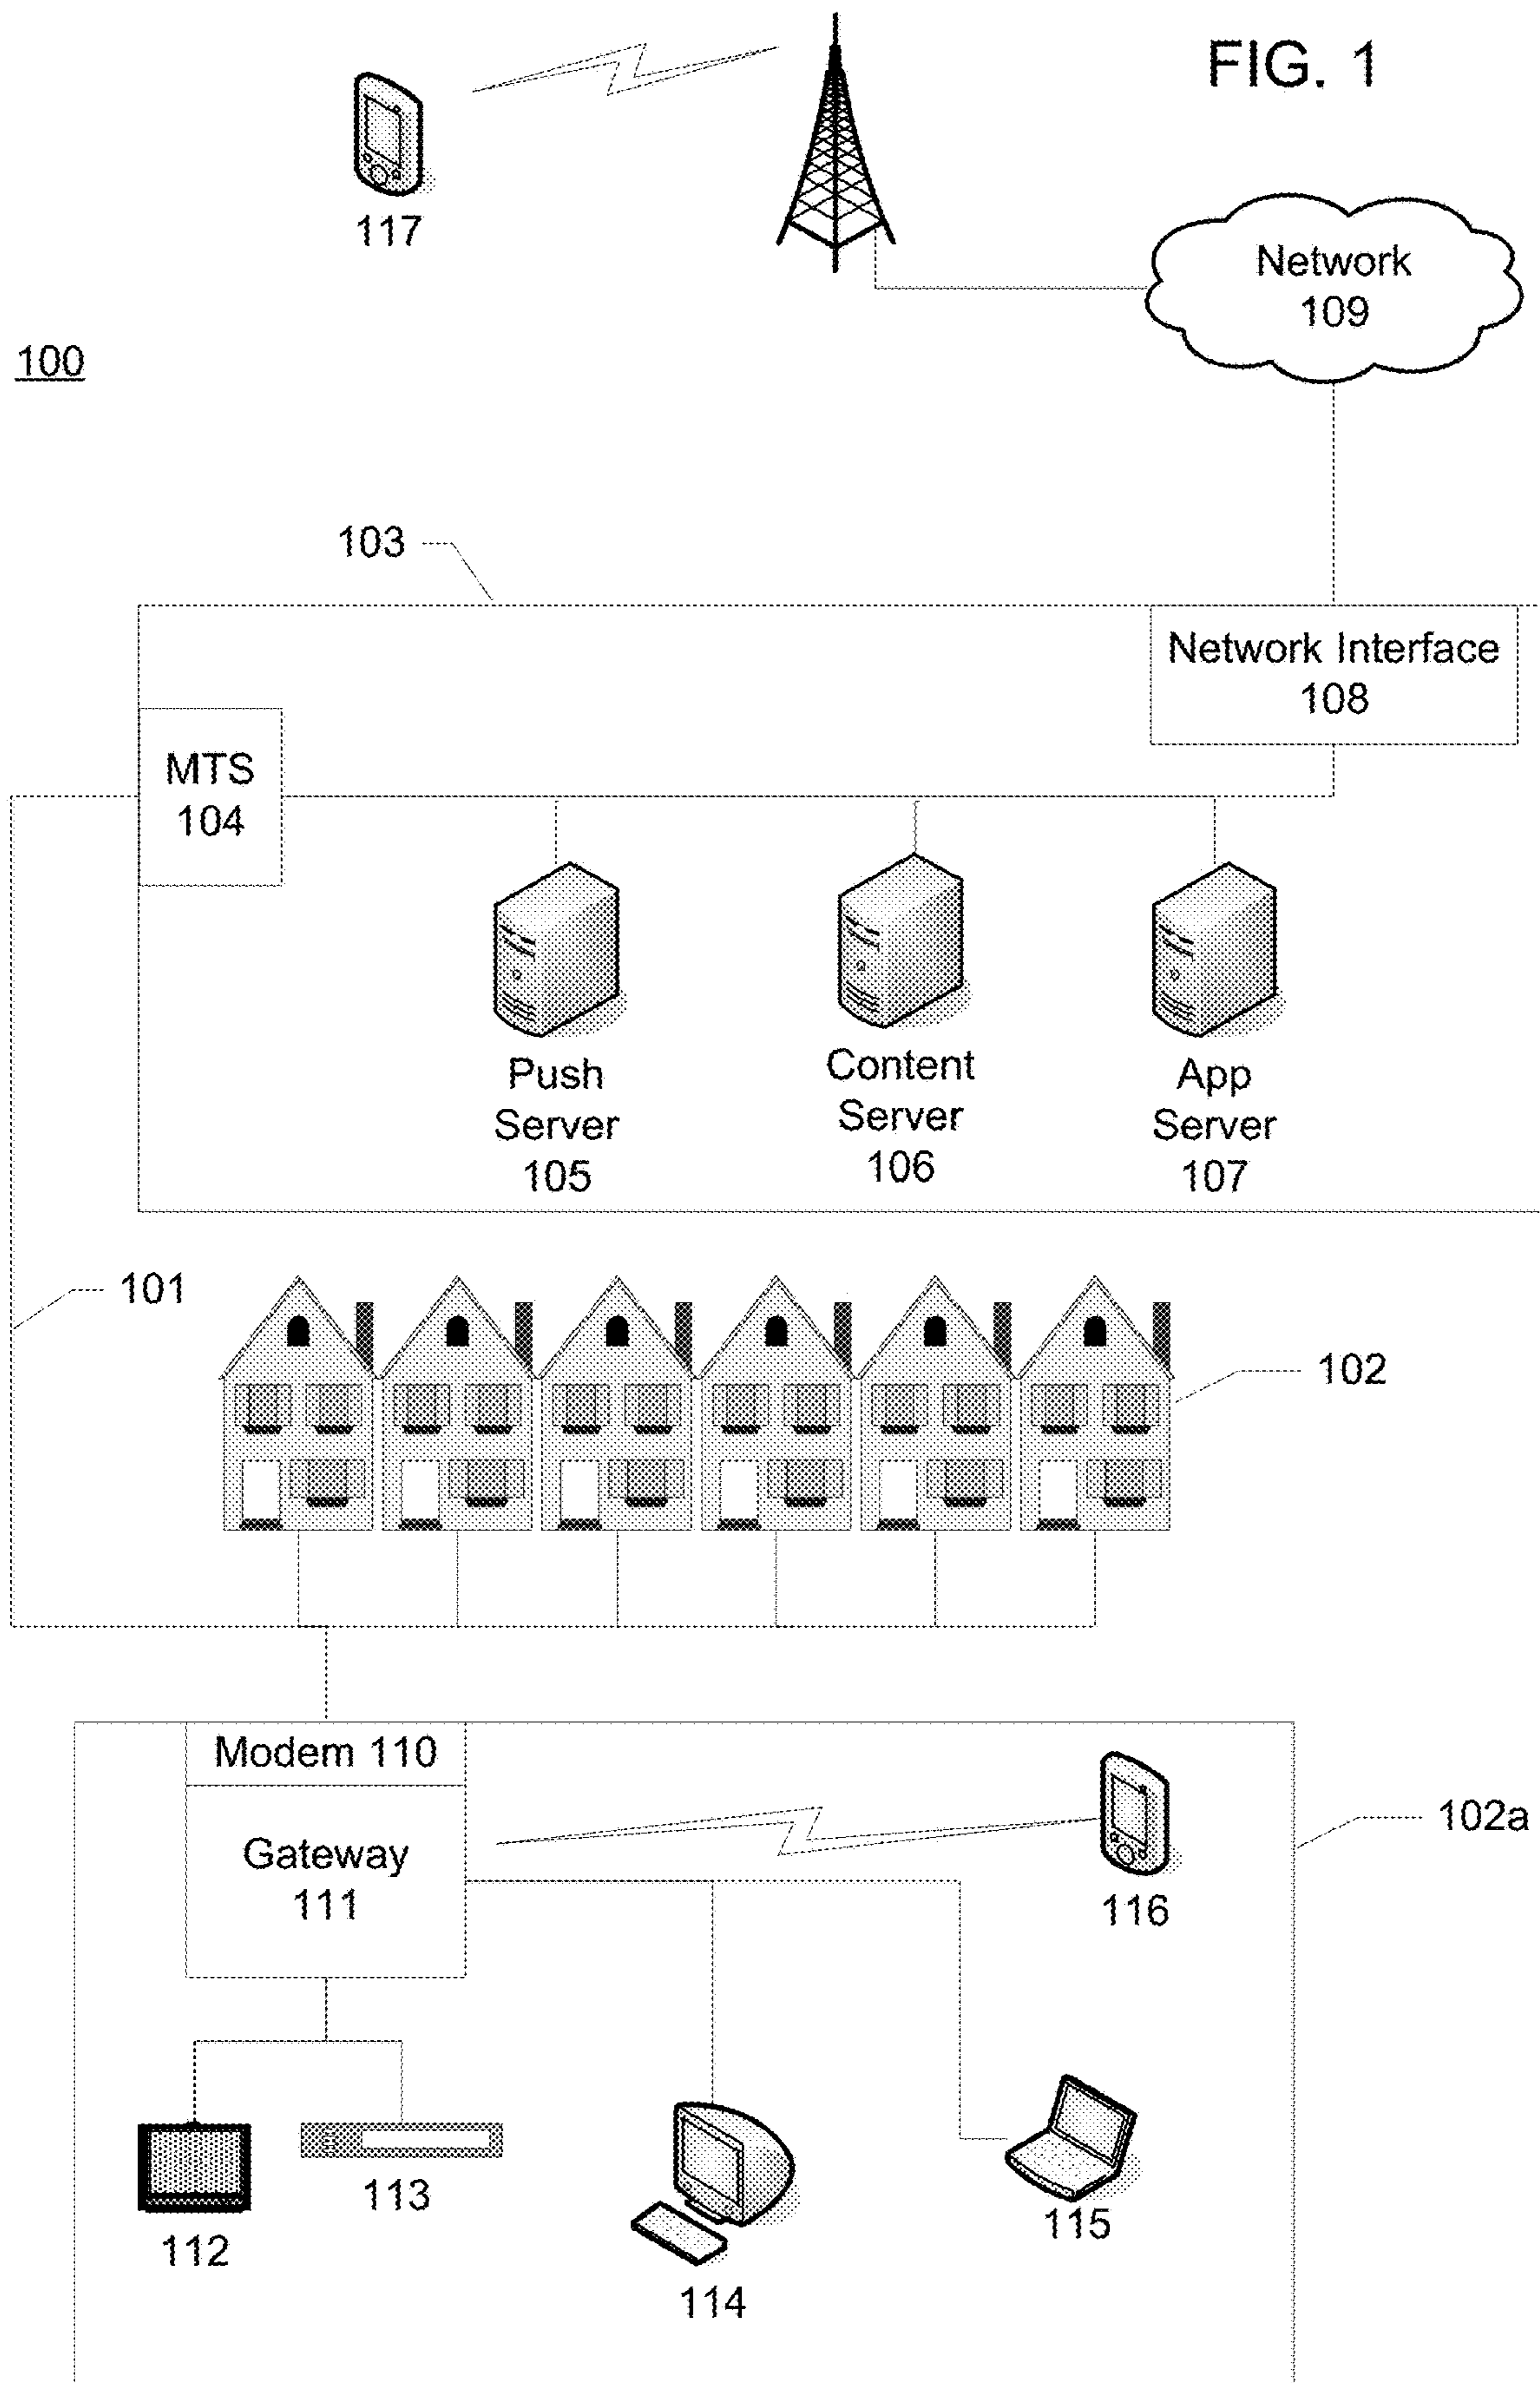 FIG. 1
117
Network
109
100
103
Network Interface
108
MTS
104
Push
Server
105
Content
Server
106
App
Server
107
101
102
Modem 110
Gateway
111
116
102a
112
113
114
115